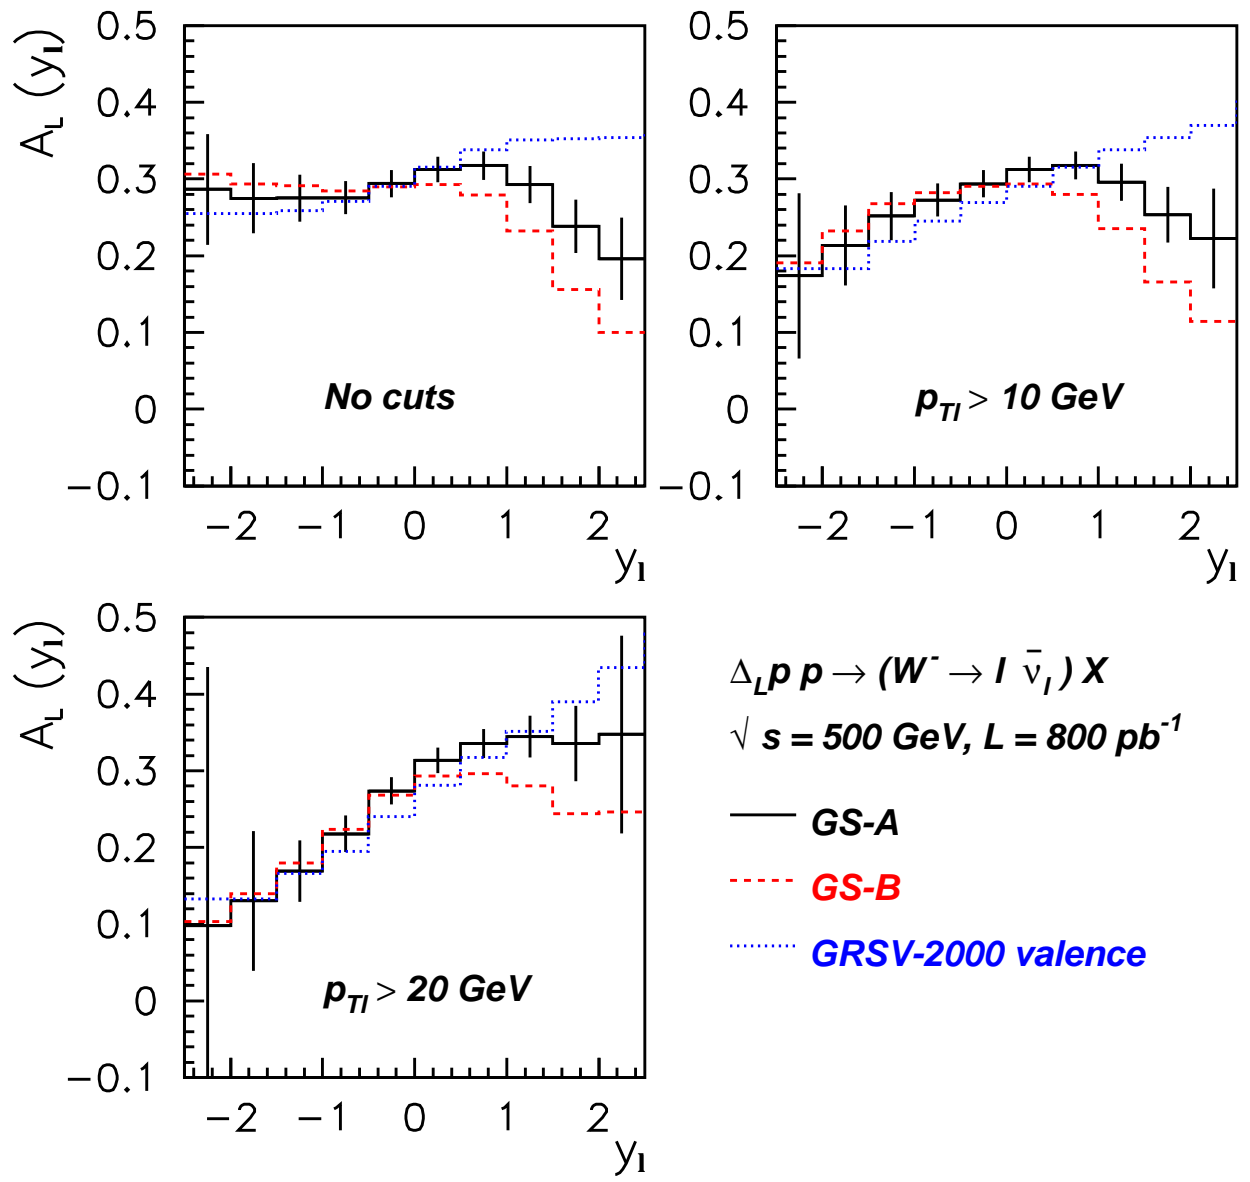 A_L (y_l)
0.5
0.4
0.3
0.2
0.1
0
−0.1
No cuts
−2 −1 0 1 2
y_l
0.5
0.4
0.3
0.2
0.1
0
−0.1
p_Tl > 10 GeV
−2 −1 0 1 2
y_l
A_L (y_l)
0.5
0.4
0.3
0.2
0.1
0
−0.1
p_Tl > 20 GeV
−2 −1 0 1 2
y_l
Δ_L p p → (W^- → l ν̄_l ) X
√ s = 500 GeV, L = 800 pb^-1
GS-A
GS-B
GRSV-2000 valence